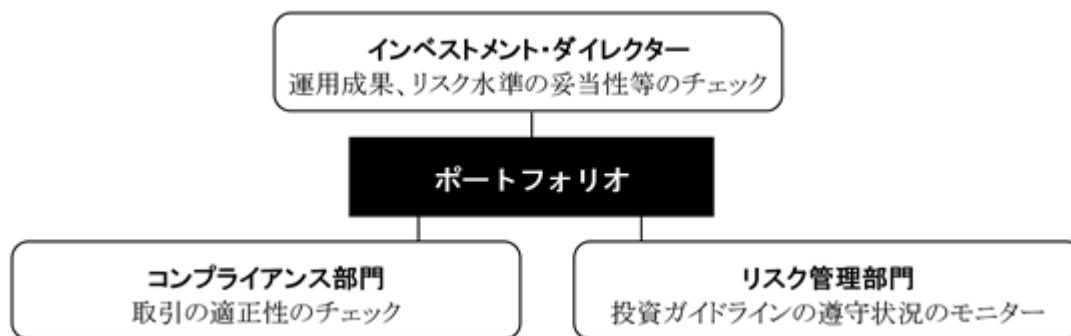 インベストメント・ダイレクター
運用成果、リスク水準の妥当性等のチェック
ポートフォリオ
コンプライアンス部門
取引の適正性のチェック
リスク管理部門
投資ガイドラインの遵守状況のモニター